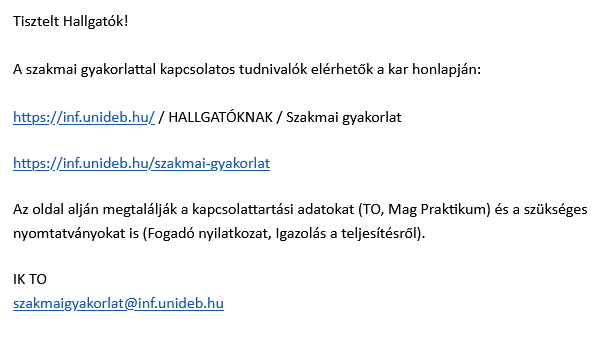 Tisztelt Hallgatók!
A szakmai gyakorlattal kapcsolatos tudnivalók elérhetők a kar honlapján:
https://inf.unideb.hu/ / HALLGATÓKNAK / Szakmai gyakorlat
https://inf.unideb.hu/szakmai-gyakorlat
Az oldal alján megtalálják a kapcsolattartási adatokat (TO, Mag Praktikum) és a szükséges
nyomtatványokat is (Fogadó nyilatkozat, Igazolás a teljesítésről).
IK TO
szakmaigyakorlat@inf.unideb.hu